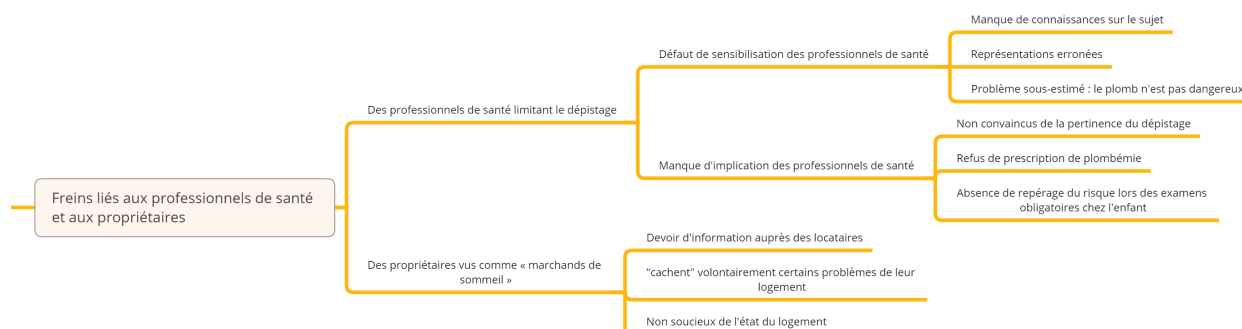 Manque de connaissances sur le sujet
Défaut de sensibilisation des professionnels de santé
Représentations erronées
Problème sous-estimé : le plomb n'est pas dangereux
Des professionnels de santé limitant le dépistage
Non convaincus de la pertinence du dépistage
Manque d'implication des professionnels de santé
Refus de prescription de plombémie
Absence de repérage du risque lors des examens
obligatoires chez l'enfant
Freins liés aux professionnels de santé
et aux propriétaires
Des propriétaires vus comme « marchands de
sommeil »
Devoir d'information auprès des locataires
"cachent" volontairement certains problèmes de leur
logement
Non soucieux de l'état du logement